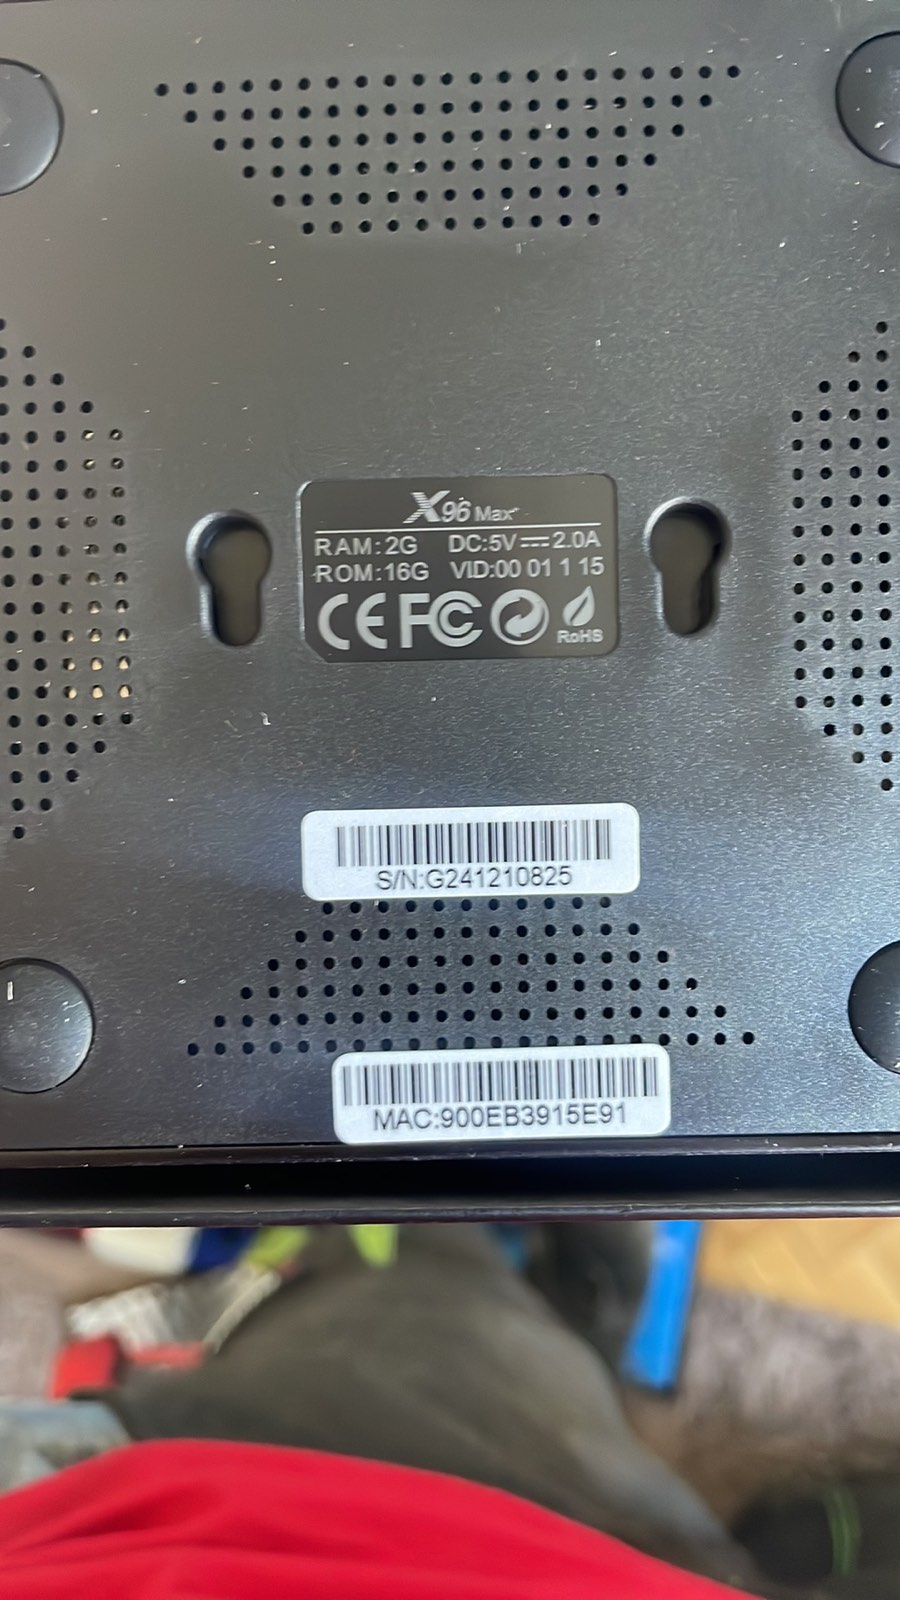 X96 Max+
RAM:2G DC:5V⎓2.0A
ROM:16G VID:00 01 1 15
CE FC
RoHS
S/N:G241210825
MAC:900EB3915E91